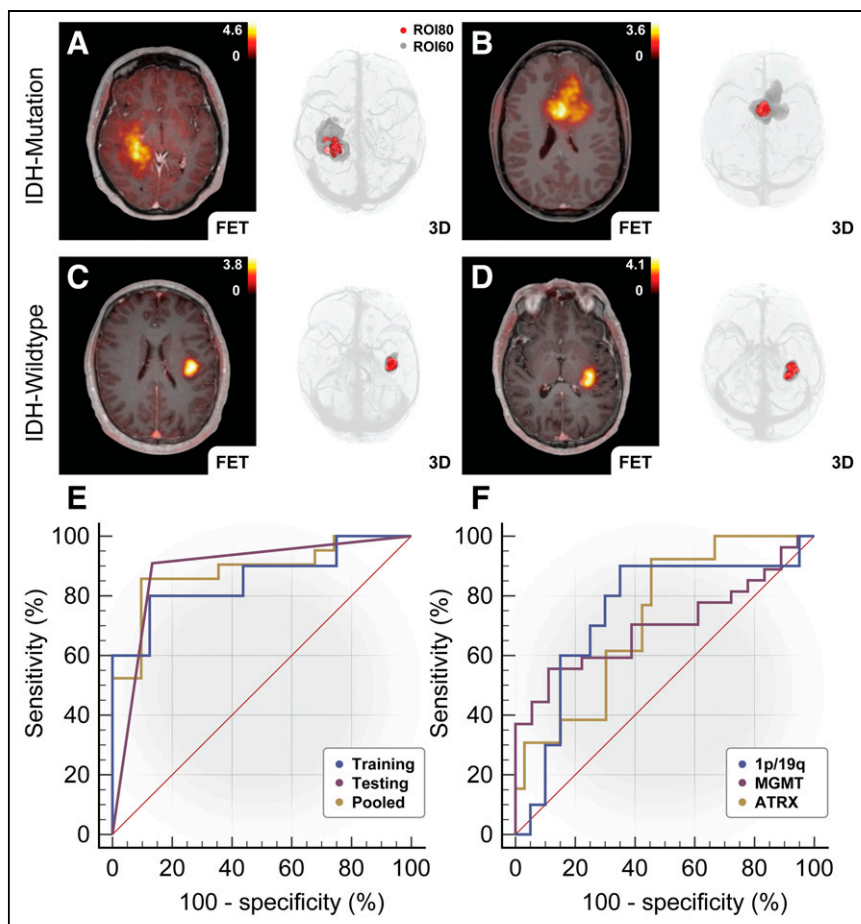 A
4.6
0
FET
ROI80
ROI60
3D
B
3.6
0
FET
3D
IDH-Mutation
C
3.8
0
FET
3D
D
4.1
0
FET
3D
IDH-Wildtype
E
100
80
60
40
20
0
Sensitivity (%)
Training
Testing
Pooled
0 20 40 60 80 100
100 - specificity (%)
F
100
80
60
40
20
0
Sensitivity (%)
1p/19q
MGMT
ATRX
0 20 40 60 80 100
100 - specificity (%)